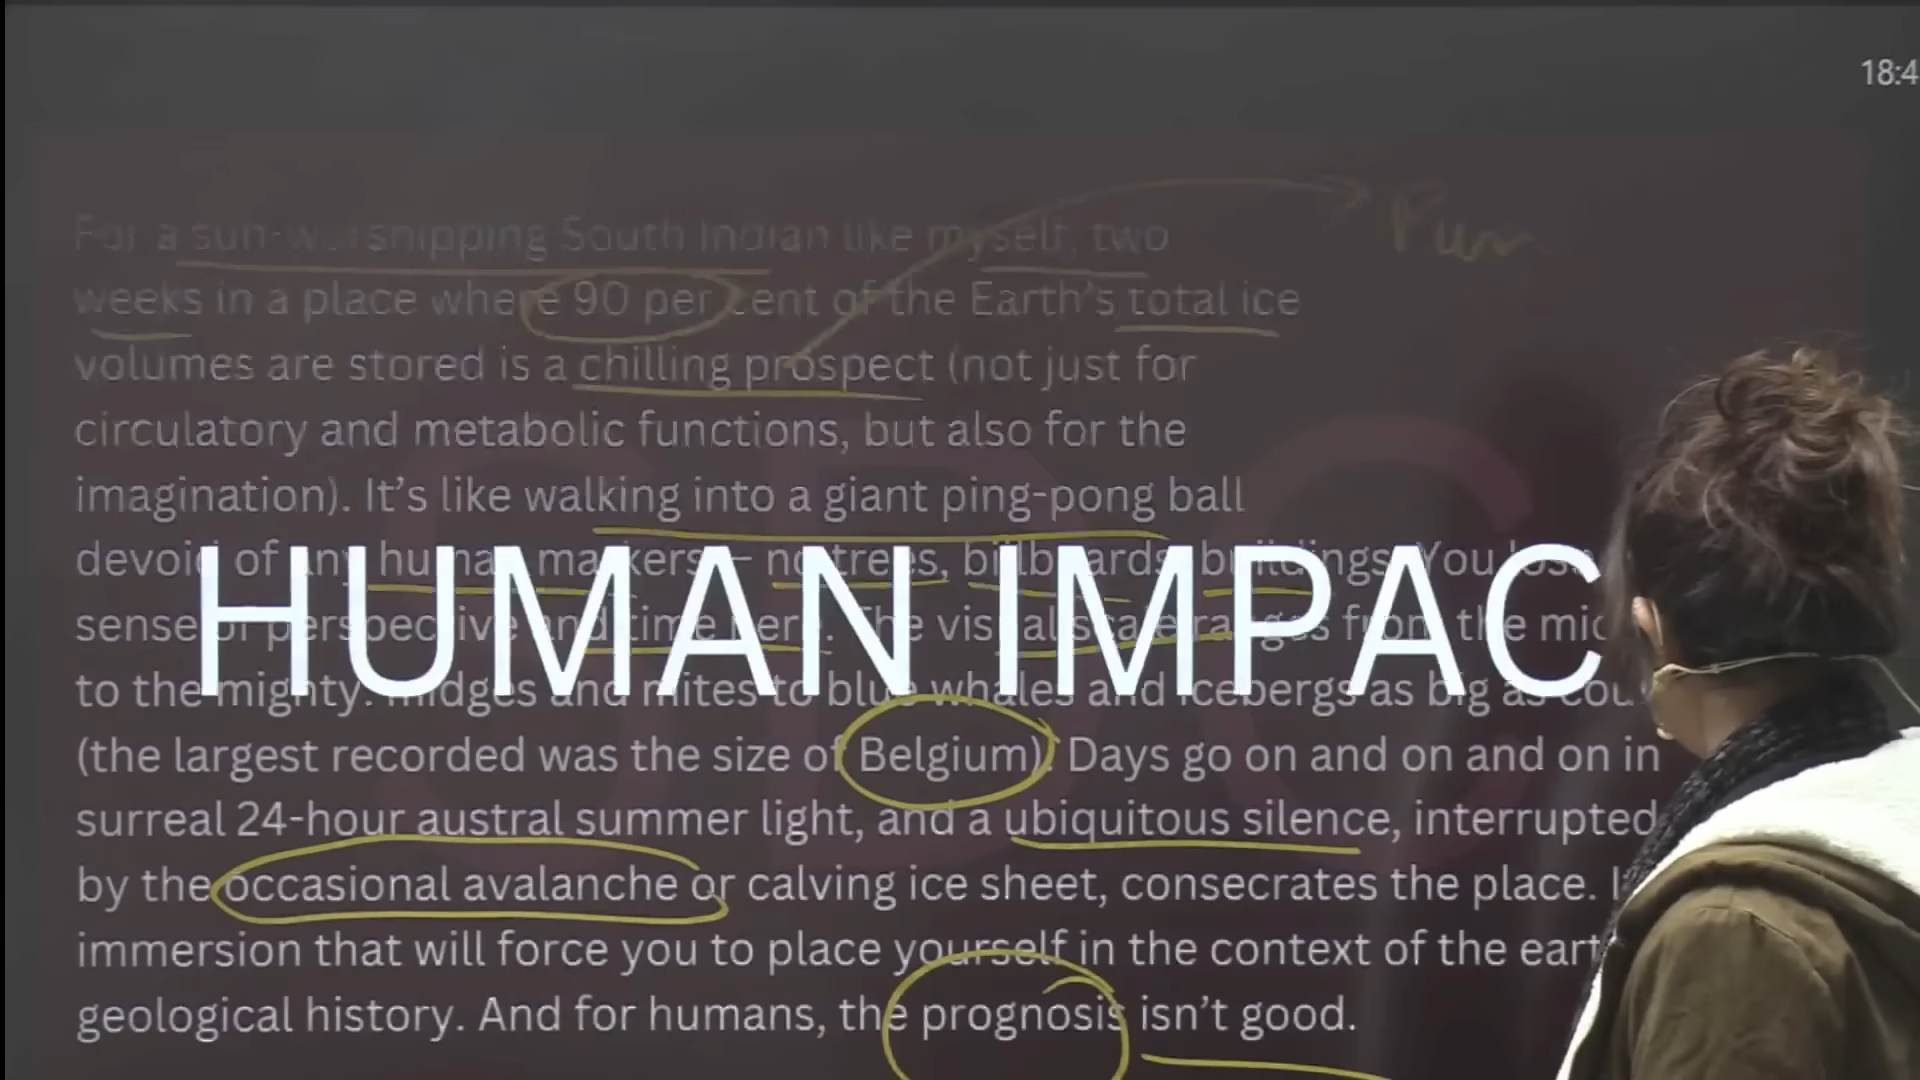 18:4
For a sun-worshipping South Indian like myself, two
Pun
weeks in a place where 90 per cent of the Earth's total ice
volumes are stored is a chilling prospect (not just for
circulatory and metabolic functions, but also for the
imagination). It's like walking into a giant ping-pong ball
devoid of any human markers – no trees, billboards buildings. You lose
HUMAN IMPAC
sense of perspective and time here. The visual scale ranges from the mic
to the mighty. Midges and mites to blue whales and icebergs as big as cou
(the largest recorded was the size of Belgium). Days go on and on and on in
surreal 24-hour austral summer light, and a ubiquitous silence, interrupted
by the occasional avalanche or calving ice sheet, consecrates the place. I
immersion that will force you to place yourself in the context of the eart
geological history. And for humans, the prognosis isn't good.